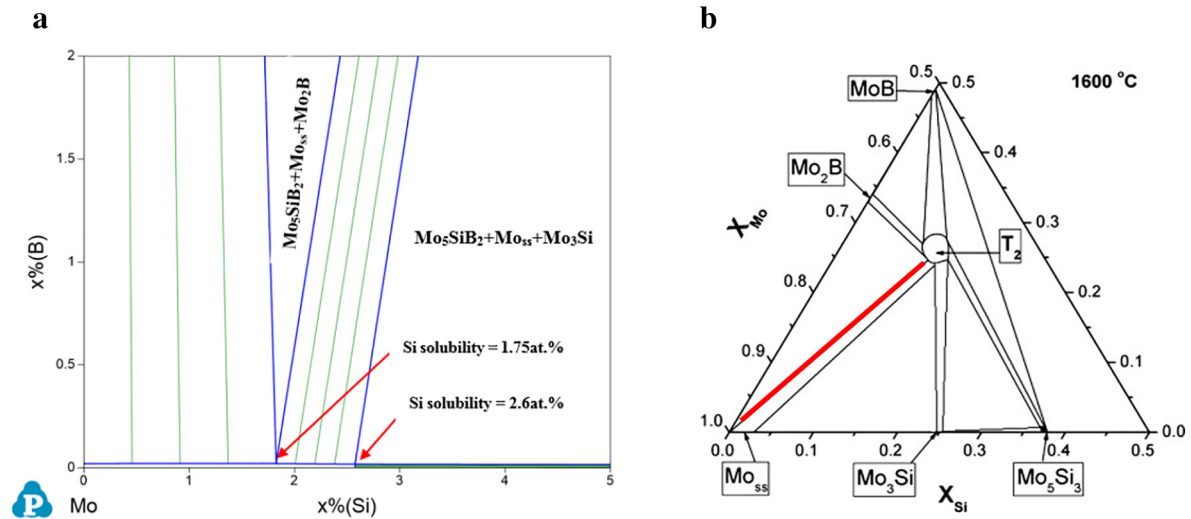 a
2
1.5
1
0.5
0
x%(B)
Mo₅SiB₂+Moₛₛ+Mo₂B
Mo₅SiB₂+Moₛₛ+Mo₃Si
Si solubility = 1.75at.%
Si solubility = 2.6at.%
0
1
2
3
4
5
P
Mo
x%(Si)
b
1600 °C
MoB
0.5
0.5
0.6
0.4
Mo₂B
0.7
0.3
X_Mo
T₂
0.8
0.2
0.9
0.1
1.0
0.0
0.0
0.1
0.2
0.3
0.4
0.5
Moₛₛ
Mo₃Si
Mo₅Si₃
X_Si